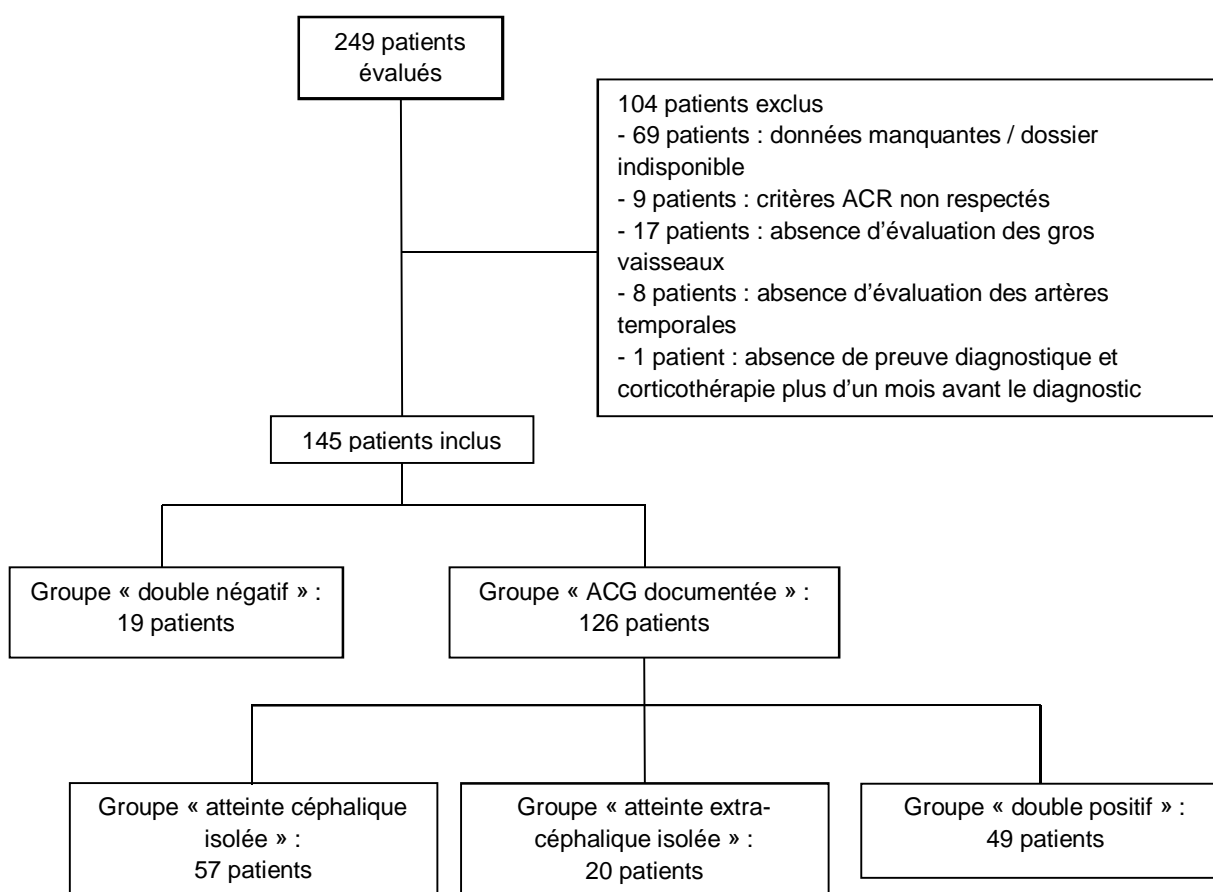 249 patients
évalués
104 patients exclus
- 69 patients : données manquantes / dossier
indisponible
- 9 patients : critères ACR non respectés
- 17 patients : absence d’évaluation des gros
vaisseaux
- 8 patients : absence d’évaluation des artères
temporales
- 1 patient : absence de preuve diagnostique et
corticothérapie plus d’un mois avant le diagnostic
145 patients inclus
Groupe « double négatif » :
19 patients
Groupe « ACG documentée » :
126 patients
Groupe « atteinte céphalique
isolée » :
57 patients
Groupe « atteinte extra-
céphalique isolée » :
20 patients
Groupe « double positif » :
49 patients